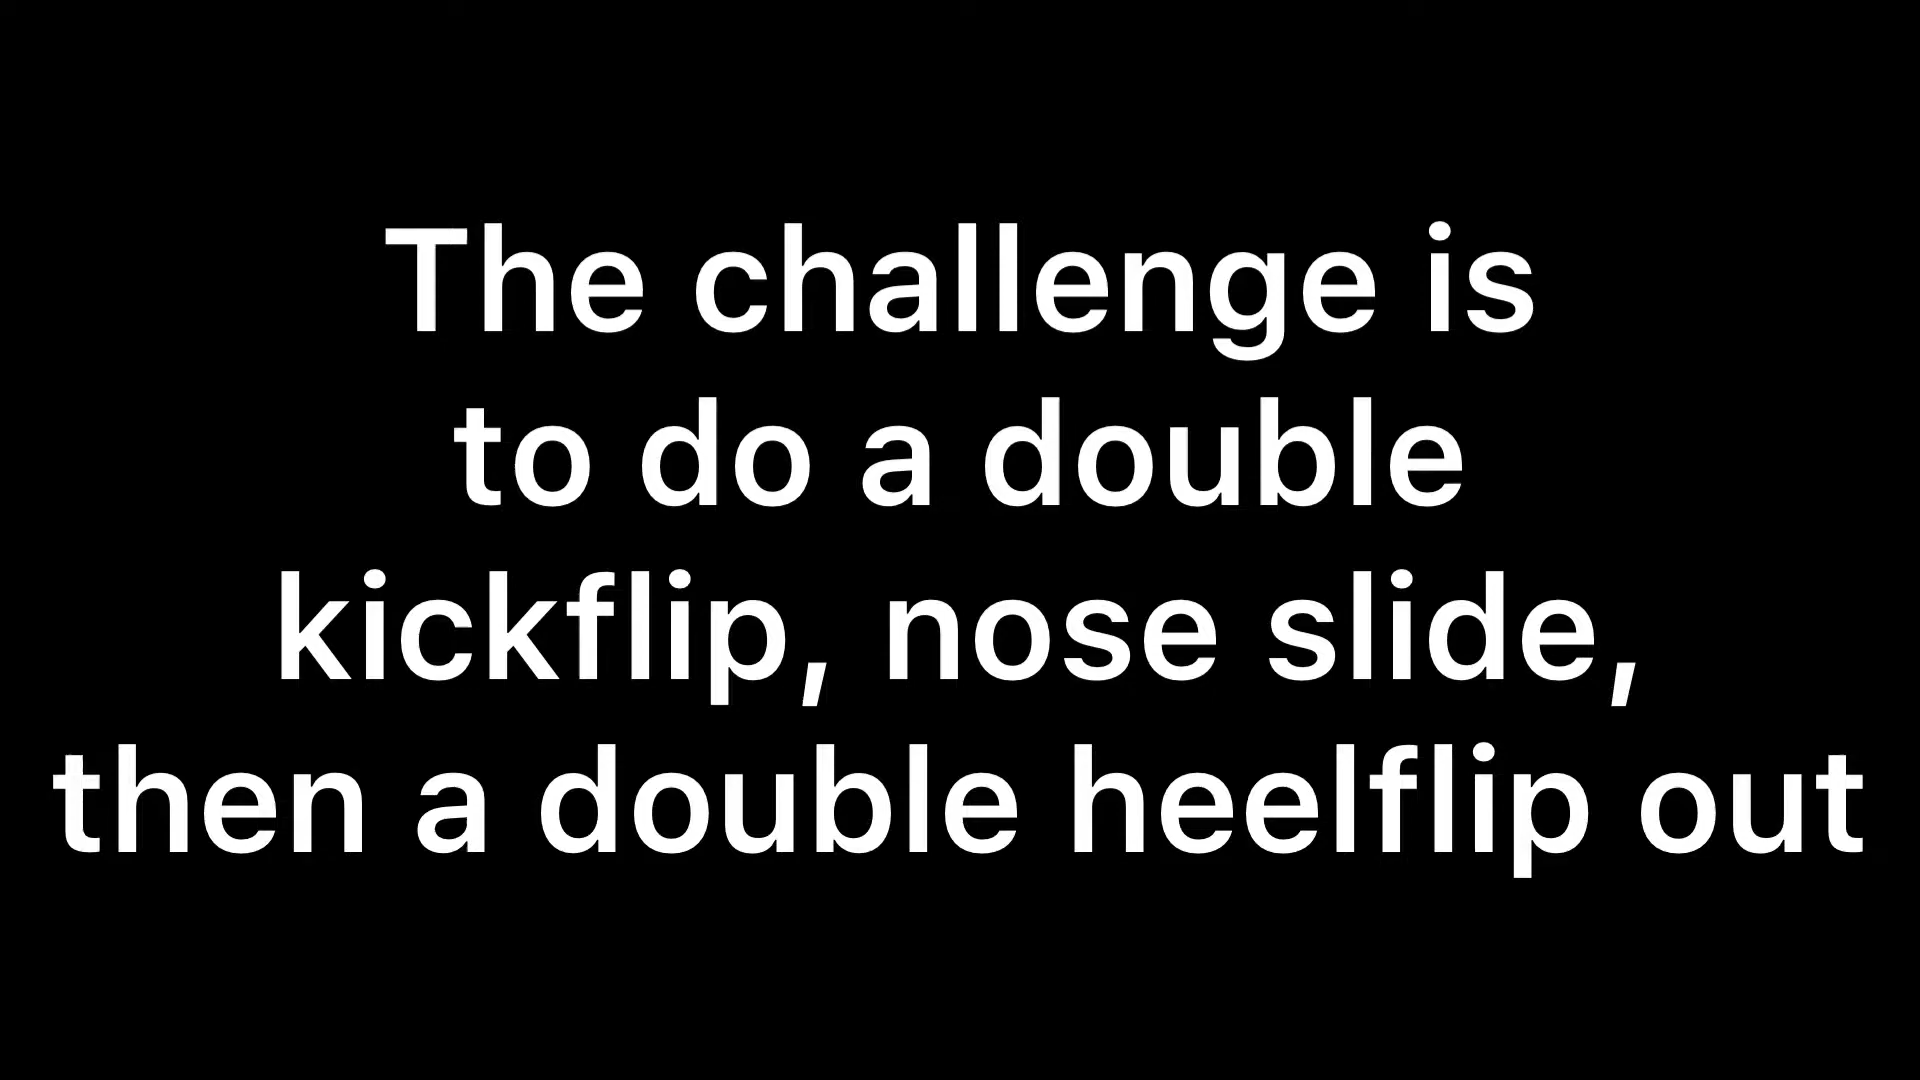 The challenge is
to do a double
kickflip, nose slide,
then a double heelflip out